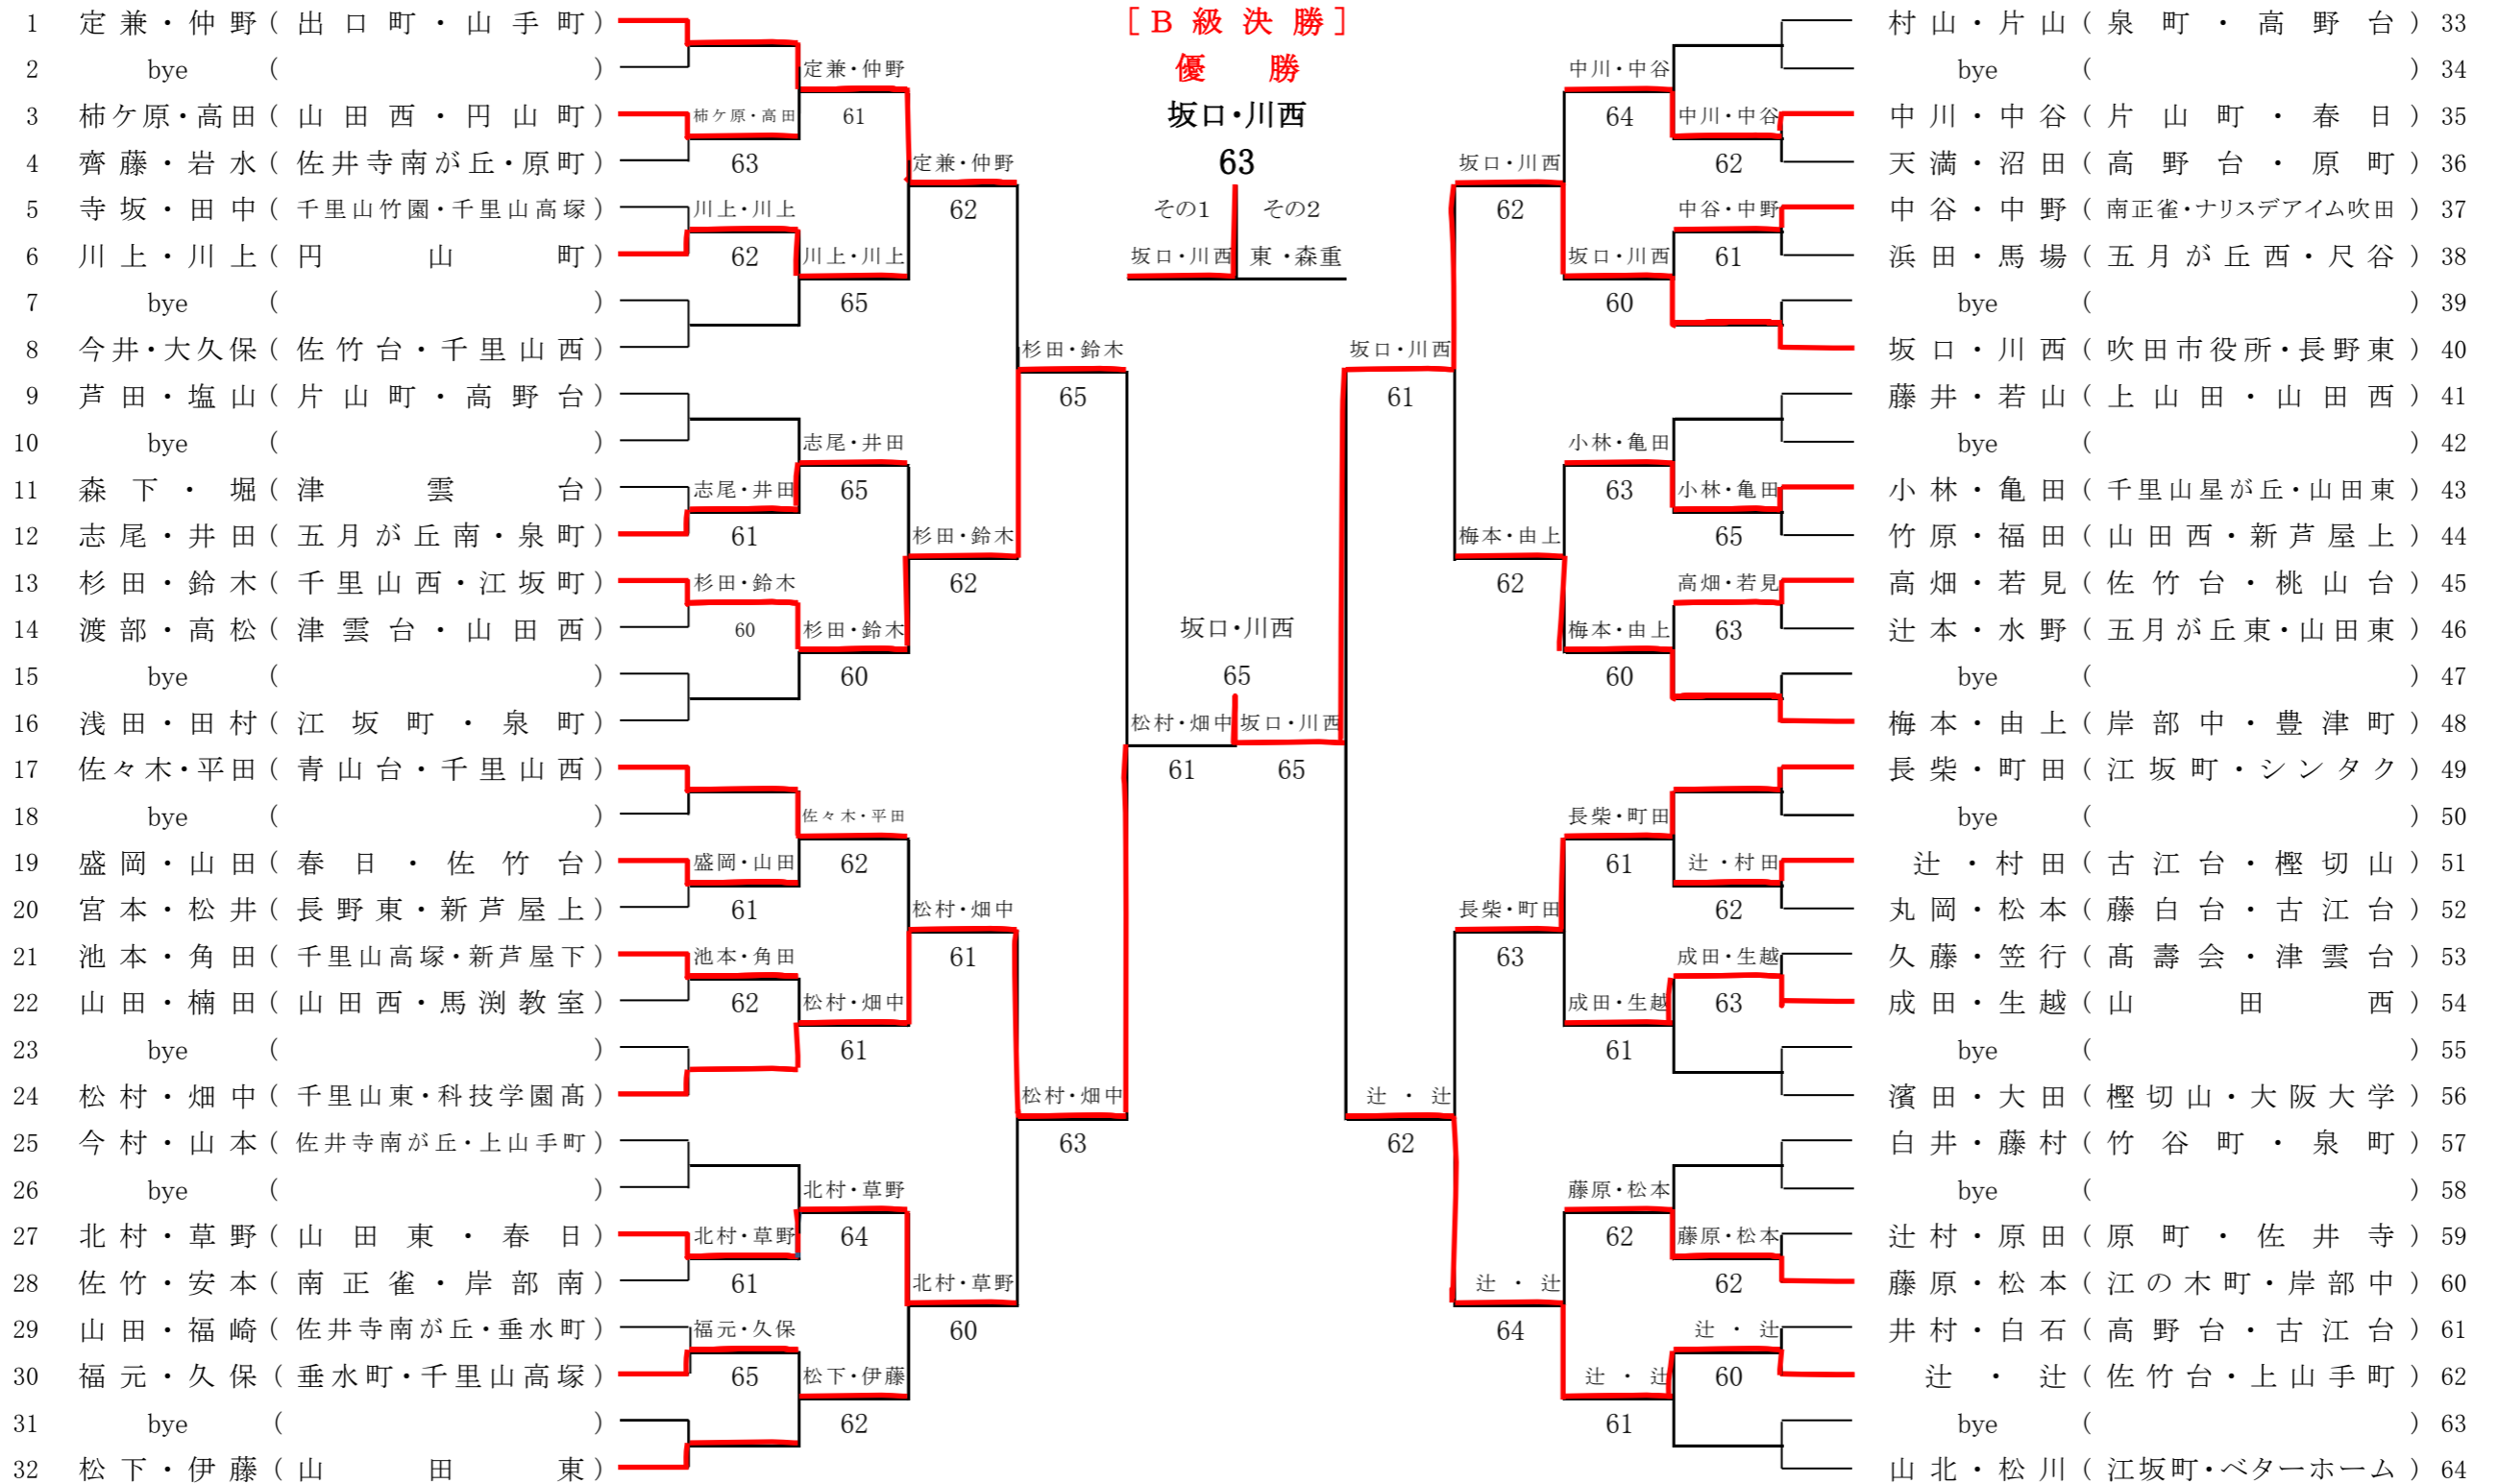 [Ｂ 級 決 勝]
優　勝
坂口・川西
63
その1　その2
坂口・川西　東・森重
1 定兼・仲野(出口町・山手町)
2 bye (　)
定兼・仲野
3 柿ケ原・高田(山田西・円山町)
柿ケ原・高田
61
4 齊藤・岩水(佐井寺南が丘・原町)
63
定兼・仲野
5 寺坂・田中(千里山竹園・千里山高塚)
川上・川上
62
6 川上・川上(円山町)
62
川上・川上
7 bye (　)
65
8 今井・大久保(佐竹台・千里山西)
杉田・鈴木
9 芦田・塩山(片山町・高野台)
65
10 bye (　)
志尾・井田
11 森下・堀(津雲台)
志尾・井田
65
12 志尾・井田(五月が丘南・泉町)
61
杉田・鈴木
13 杉田・鈴木(千里山西・江坂町)
杉田・鈴木
62
14 渡部・高松(津雲台・山田西)
60
杉田・鈴木
15 bye (　)
60
16 浅田・田村(江坂町・泉町)
17 佐々木・平田(青山台・千里山西)
18 bye (　)
佐々木・平田
19 盛岡・山田(春日・佐竹台)
盛岡・山田
62
20 宮本・松井(長野東・新芦屋上)
61
松村・畑中
21 池本・角田(千里山高塚・新芦屋下)
池本・角田
61
22 山田・楠田(山田西・馬渕教室)
62
松村・畑中
23 bye (　)
61
24 松村・畑中(千里山東・科技学園髙)
松村・畑中
25 今村・山本(佐井寺南が丘・上山手町)
63
26 bye (　)
北村・草野
27 北村・草野(山田東・春日)
北村・草野
64
28 佐竹・安本(南正雀・岸部南)
61
北村・草野
29 山田・福崎(佐井寺南が丘・垂水町)
福元・久保
60
30 福元・久保(垂水町・千里山高塚)
65
松下・伊藤
31 bye (　)
62
32 松下・伊藤(山田東)
坂口・川西
65
松村・畑中　坂口・川西
61　65
村山・片山(泉町・高野台) 33
中川・中谷
bye (　) 34
64
中川・中谷
中川・中谷(片山町・春日) 35
坂口・川西
62
天満・沼田(高野台・原町) 36
62
中谷・中野
中谷・中野(南正雀・ナリスデアイム吹田) 37
坂口・川西
61
浜田・馬場(五月が丘西・尺谷) 38
60
bye (　) 39
坂口・川西
坂口・川西(吹田市役所・長野東) 40
61
藤井・若山(上山田・山田西) 41
小林・亀田
bye (　) 42
63
小林・亀田
小林・亀田(千里山星が丘・山田東) 43
梅本・由上
65
竹原・福田(山田西・新芦屋上) 44
62
高畑・若見
高畑・若見(佐竹台・桃山台) 45
梅本・由上
63
辻本・水野(五月が丘東・山田東) 46
60
bye (　) 47
梅本・由上(岸部中・豊津町) 48
長柴・町田(江坂町・シンタク) 49
長柴・町田
bye (　) 50
61
辻・村田
辻・村田(古江台・樫切山) 51
長柴・町田
62
丸岡・松本(藤白台・古江台) 52
63
成田・生越
久藤・笠行(髙壽会・津雲台) 53
成田・生越
63
成田・生越(山田西) 54
61
bye (　) 55
辻・辻
濱田・大田(樫切山・大阪大学) 56
62
白井・藤村(竹谷町・泉町) 57
藤原・松本
bye (　) 58
62
藤原・松本
辻村・原田(原町・佐井寺) 59
辻・辻
62
藤原・松本(江の木町・岸部中) 60
64
辻・辻
井村・白石(高野台・古江台) 61
辻・辻
60
辻・辻(佐竹台・上山手町) 62
61
bye (　) 63
山北・松川(江坂町・ベターホーム) 64